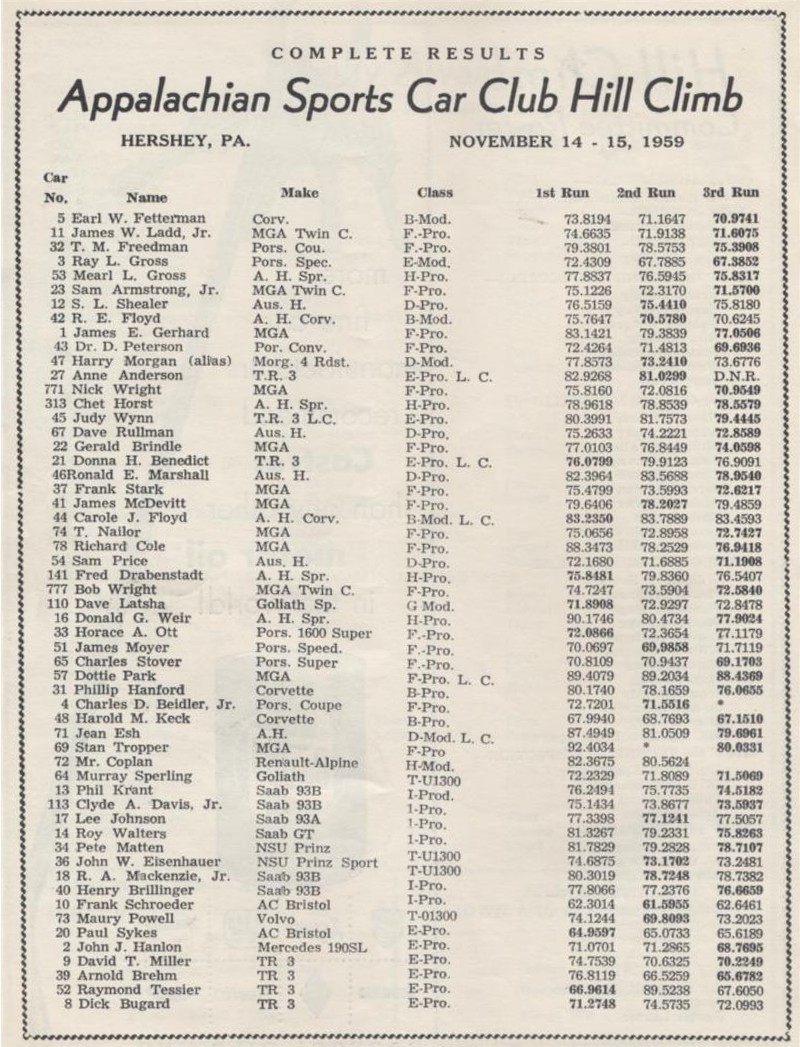 COMPLETE RESULTS
Appalachian Sports Car Club Hill Climb
HERSHEY, PA. NOVEMBER 14 - 15, 1959
Car
No. Name Make Class 1st Run 2nd Run 3rd Run
5 Earl W. Fetterman Corv. B-Mod. 73.8194 71.1647 70.9741
11 James W. Ladd, Jr. MGA Twin C. F.-Pro. 74.6635 71.9138 71.6075
32 T. M. Freedman Pors. Cou. F.-Pro. 79.3801 78.5753 75.3908
3 Ray L. Gross Pors. Spec. E-Mod. 72.4309 67.7885 67.3852
53 Mearl L. Gross A. H. Spr. H-Pro. 77.8837 76.5945 75.8317
23 Sam Armstrong, Jr. MGA Twin C. F-Pro. 75.1226 72.3170 71.5700
12 S. L. Shealer Aus. H. D-Pro. 76.5159 75.4410 75.8180
42 R. E. Floyd A. H. Corv. B-Mod. 75.7647 70.5780 70.6245
1 James E. Gerhard MGA F-Pro. 83.1421 79.3839 77.0506
43 Dr. D. Peterson Por. Conv. F-Pro. 72.4264 71.4813 69.6936
47 Harry Morgan (alias) Morg. 4 Rdst. D-Mod. 77.8573 73.2410 73.6776
27 Anne Anderson T.R. 3 E-Pro. L. C. 82.9268 81.0299 D.N.R.
771 Nick Wright MGA F-Pro. 75.8160 72.0816 70.9549
313 Chet Horst A. H. Spr. H-Pro. 78.9618 78.8539 78.5579
45 Judy Wynn T.R. 3 L.C. E-Pro. 80.3991 81.7573 79.4445
67 Dave Rullman Aus. H. D-Pro. 75.2633 74.2221 72.8589
22 Gerald Brindle MGA F-Pro. 77.0103 76.8449 74.0598
21 Donna H. Benedict T.R. 3 E-Pro. L. C. 76.0799 79.9123 76.9091
46Ronald E. Marshall Aus. H. D-Pro. 82.3964 83.5688 78.9540
37 Frank Stark MGA F-Pro. 75.4799 73.5993 72.6217
41 James McDevitt MGA F-Pro. 79.6406 78.2027 79.4859
44 Carole J. Floyd A. H. Corv. B-Mod. L. C. 83.2350 83.7889 83.4593
74 T. Nailor MGA F-Pro. 75.0656 72.8958 72.7427
78 Richard Cole MGA F-Pro. 88.3473 78.2529 76.9418
54 Sam Price Aus. H. D-Pro. 72.1680 71.6885 71.1908
141 Fred Drabenstadt A. H. Spr. H-Pro. 75.8481 79.8360 76.5407
777 Bob Wright MGA Twin C. F-Pro. 74.7247 73.5904 72.5840
110 Dave Latsha Goliath Sp. G Mod. 71.8908 72.9297 72.8478
16 Donald G. Weir A. H. Spr. H-Pro. 90.1746 80.4734 77.9024
33 Horace A. Ott Pors. 1600 Super F.-Pro. 72.0866 72.3654 77.1179
51 James Moyer Pors. Speed. F.-Pro. 70.0697 69,9858 71.7119
65 Charles Stover Pors. Super F.-Pro. 70.8109 70.9437 69.1703
57 Dottie Park MGA F-Pro. L. C. 89.4079 89.2034 88.4369
31 Phillip Hanford Corvette B-Pro. 80.1740 78.1659 76.0655
4 Charles D. Beidler, Jr. Pors. Coupe F-Pro. 72.7201 71.5516 *
48 Harold M. Keck Corvette B-Pro. 67.9940 68.7693 67.1510
71 Jean Esh A.H. D-Mod. L. C. 87.4949 81.0509 79.6961
69 Stan Tropper MGA F-Pro 92.4034 * 80.0331
72 Mr. Coplan Renault-Alpine H-Mod. 82.3675 80.5624
64 Murray Sperling Goliath T-U1300 72.2329 71.8089 71.5069
13 Phil Krant Saab 93B I-Prod. 76.2494 75.7735 74.5182
113 Clyde A. Davis, Jr. Saab 93B 1-Pro. 75.1434 73.8677 73.5937
17 Lee Johnson Saab 93A 1-Pro. 77.3398 77.1241 77.5057
14 Roy Walters Saab GT 1-Pro. 81.3267 79.2331 75.8263
34 Pete Matten NSU Prinz 81.7829 79.2828 78.7107
36 John W. Eisenhauer NSU Prinz Sport T-U1300 74.6875 73.1702 73.2481
18 R. A. Mackenzie, Jr. Saab 93B T-U1300 80.3019 78.7248 78.7382
40 Henry Brillinger Saab 93B I-Pro. 77.8066 77.2376 76.6659
10 Frank Schroeder AC Bristol I-Pro. 62.3014 61.5955 62.6461
73 Maury Powell Volvo T-01300 74.1244 69.8093 73.2023
20 Paul Sykes AC Bristol E-Pro. 64.9597 65.0733 65.6189
2 John J. Hanlon Mercedes 190SL E-Pro. 71.0701 71.2865 68.7695
9 David T. Miller TR 3 E-Pro. 74.7539 70.6325 70.2249
39 Arnold Brehm TR 3 E-Pro. 76.8119 66.5259 65.6782
52 Raymond Tessier TR 3 E-Pro. 66.9614 89.5238 67.6050
8 Dick Bugard TR 3 E-Pro. 71.2748 74.5735 72.0993